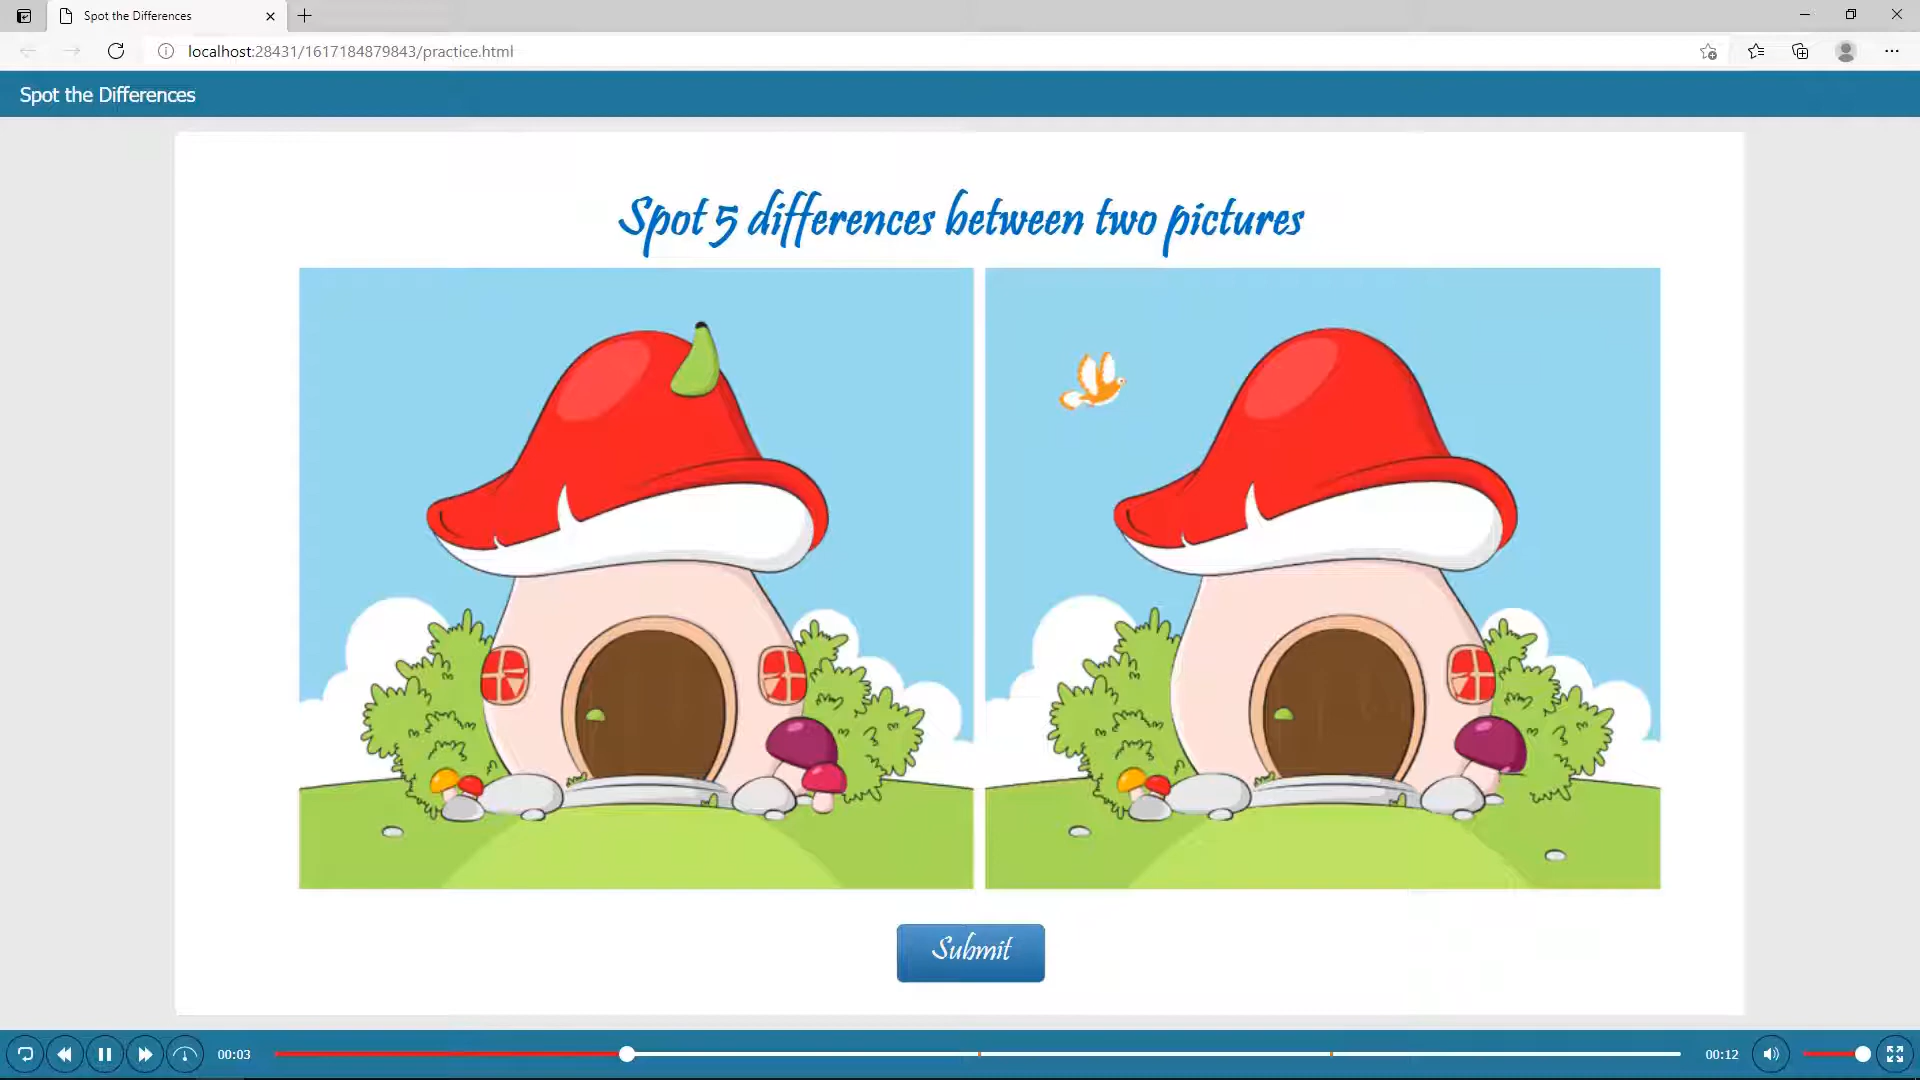 Spot the Differences
localhost:28431/1617184879843/practice.html
Spot the Differences
Spot 5 differences between two pictures
Submit
00:03
00:12